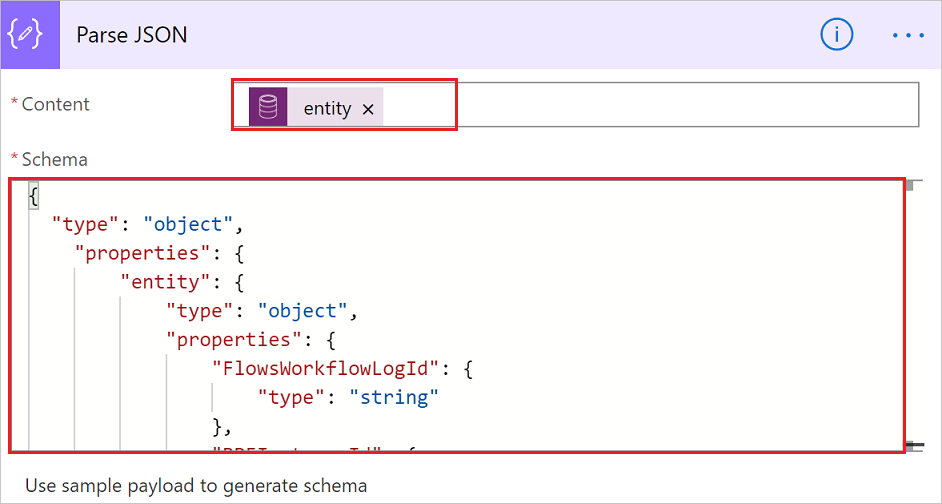 Parse JSON
* Content
entity ×
* Schema
{
"type": "object",
"properties": {
"entity": {
"type": "object",
"properties": {
"FlowsWorkflowLogId": {
"type": "string"
},
Use sample payload to generate schema